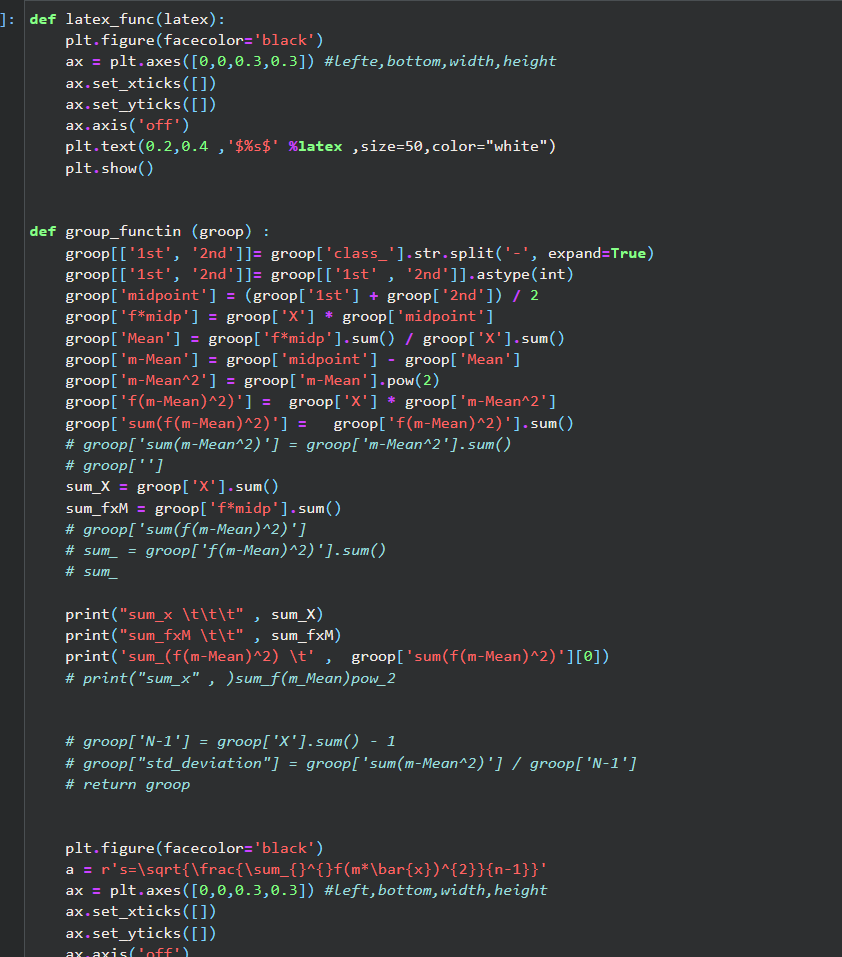 ]: def latex_func(latex):
plt.figure(facecolor='black')
ax = plt.axes([0,0,0.3,0.3]) #lefte,bottom,width,height
ax.set_xticks([])
ax.set_yticks([])
ax.axis('off')
plt.text(0.2,0.4 ,'$%s$' %latex ,size=50,color="white")
plt.show()
def group_functin (groop) :
groop[['1st', '2nd']]= groop['class_'].str.split('-', expand=True)
groop[['1st', '2nd']]= groop[['1st' , '2nd']].astype(int)
groop['midpoint'] = (groop['1st'] + groop['2nd']) / 2
groop['f*midp'] = groop['X'] * groop['midpoint']
groop['Mean'] = groop['f*midp'].sum() / groop['X'].sum()
groop['m-Mean'] = groop['midpoint'] - groop['Mean']
groop['m-Mean^2'] = groop['m-Mean'].pow(2)
groop['f(m-Mean)^2)'] =  groop['X'] * groop['m-Mean^2']
groop['sum(f(m-Mean)^2)'] =   groop['f(m-Mean)^2)'].sum()
# groop['sum(m-Mean^2)'] = groop['m-Mean^2'].sum()
# groop['']
sum_X = groop['X'].sum()
sum_fxM = groop['f*midp'].sum()
# groop['sum(f(m-Mean)^2)']
# sum_ = groop['f(m-Mean)^2)'].sum()
# sum_
print("sum_x \t\t\t" , sum_X)
print("sum_fxM \t\t" , sum_fxM)
print('sum_(f(m-Mean)^2) \t' ,  groop['sum(f(m-Mean)^2)'][0])
# print("sum_x" , )sum_f(m_Mean)pow_2
# groop['N-1'] = groop['X'].sum() - 1
# groop["std_deviation"] = groop['sum(m-Mean^2)'] / groop['N-1']
# return groop
plt.figure(facecolor='black')
a = r's=\sqrt{\frac{\sum_{}^{}f(m*\bar{x})^{2}}{n-1}}'
ax = plt.axes([0,0,0.3,0.3]) #left,bottom,width,height
ax.set_xticks([])
ax.set_yticks([])
ax.axis('off')